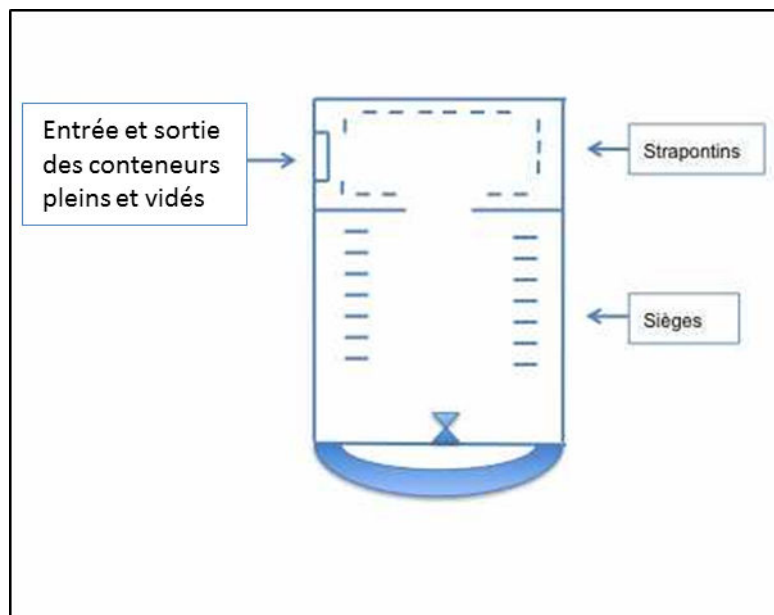 Entrée et sortie
des conteneurs
pleins et vidés
Strapontins
Sièges